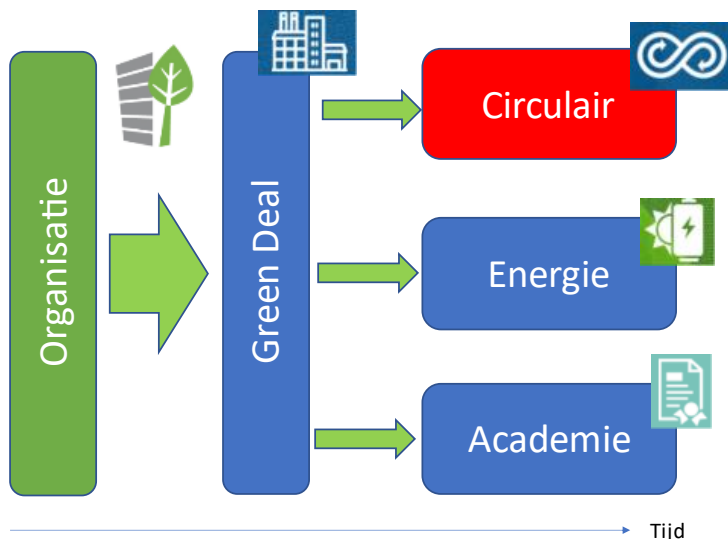 Organisatie
Green Deal
Circulair
Energie
Academie
Tijd